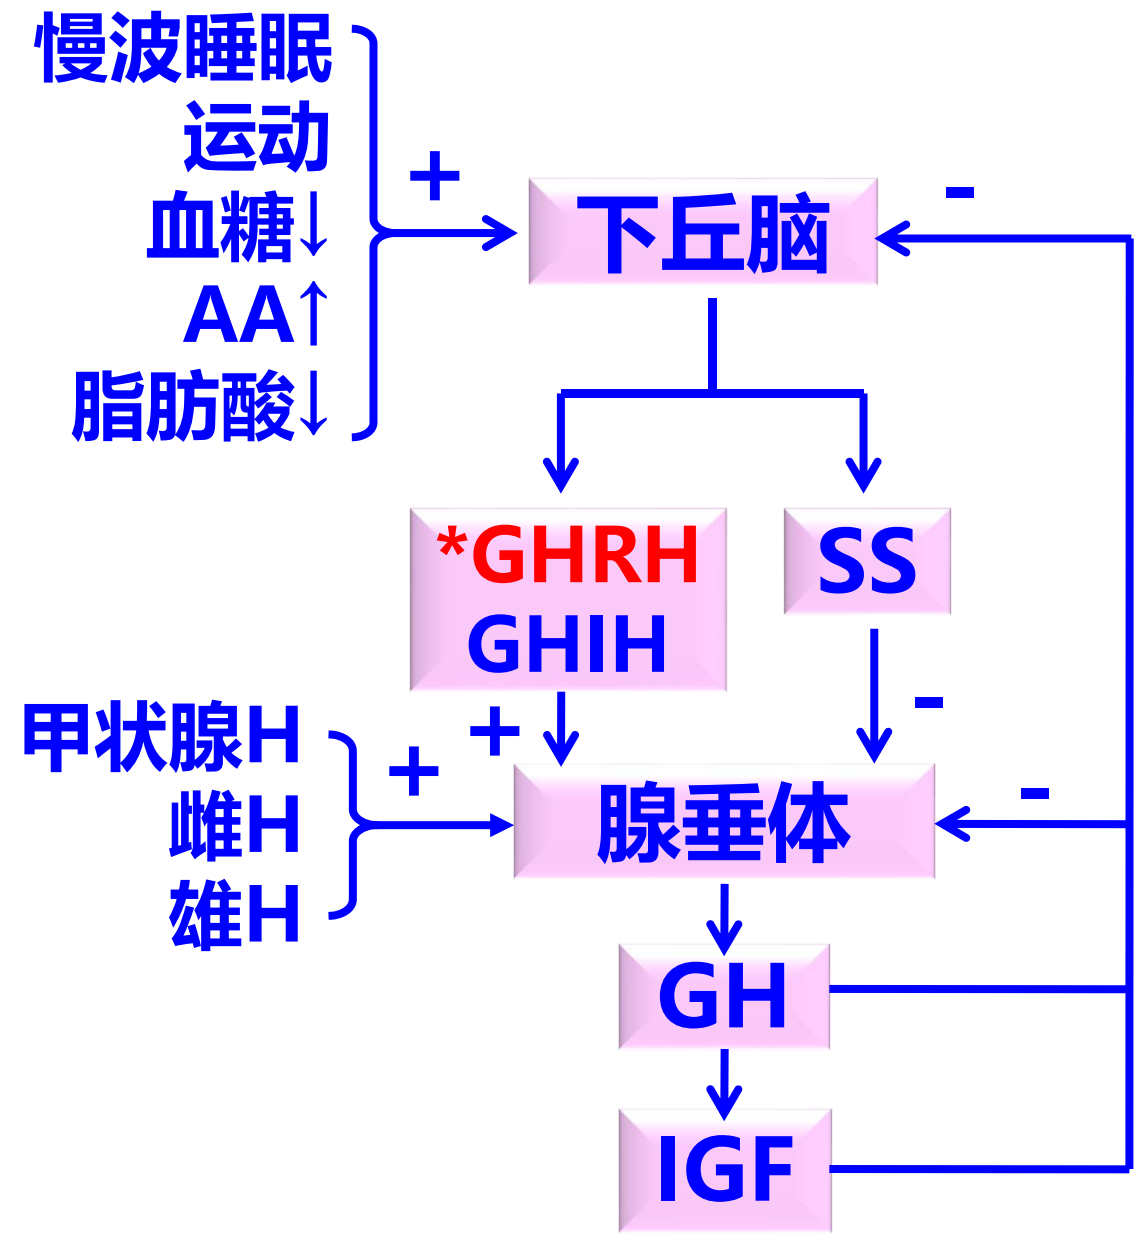 慢波睡眠
运动
血糖↓
AA↑
脂肪酸↓
+
下丘脑
-
*GHRH
GHIH
SS
+
-
甲状腺H
雌H
雄H
+
腺垂体
-
GH
IGF